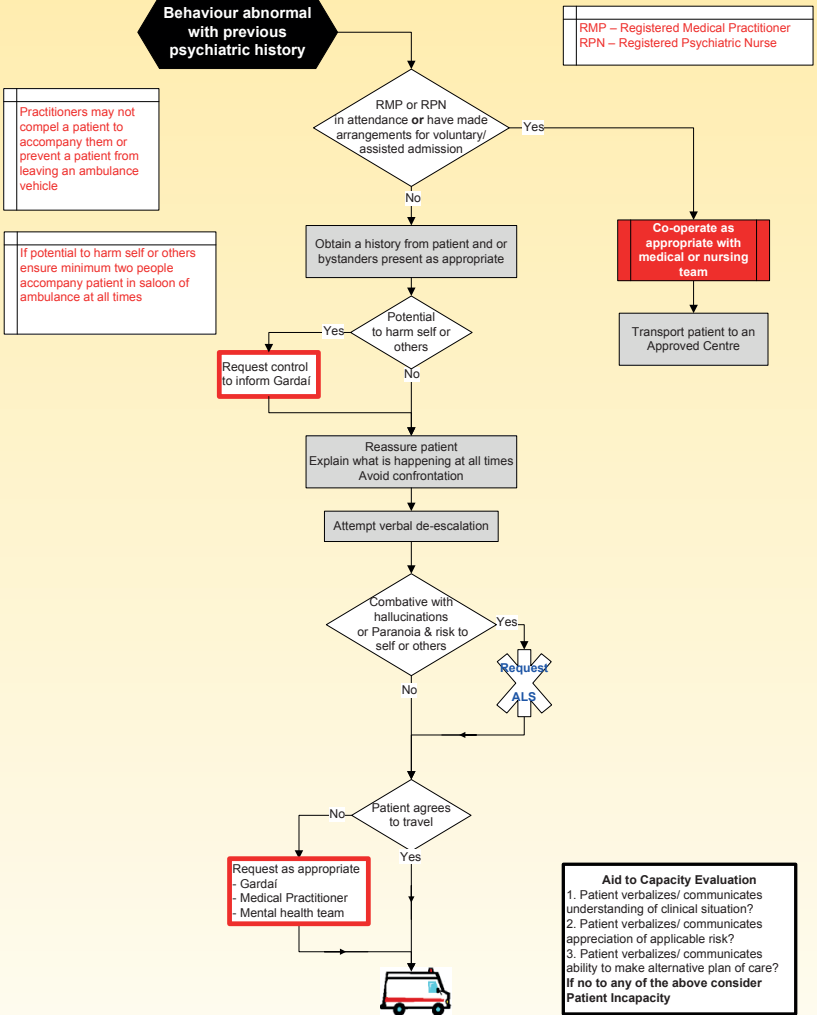 Behaviour abnormal
with previous
psychiatric history
RMP – Registered Medical Practitioner
RPN – Registered Psychiatric Nurse
Practitioners may not
compel a patient to
accompany them or
prevent a patient from
leaving an ambulance
vehicle
RMP or RPN
in attendance or have made
arrangements for voluntary/
assisted admission
Yes
No
If potential to harm self or others
ensure minimum two people
accompany patient in saloon of
ambulance at all times
Obtain a history from patient and or
bystanders present as appropriate
Co-operate as
appropriate with
medical or nursing
team
Transport patient to an
Approved Centre
Potential
to harm self or
others
Yes
No
Request control
to inform Gardaí
Reassure patient
Explain what is happening at all times
Avoid confrontation
Attempt verbal de-escalation
Combative with
hallucinations
or Paranoia & risk to
self or others
Yes
No
Request
ALS
Patient agrees
to travel
No
Yes
Request as appropriate
- Gardaí
- Medical Practitioner
- Mental health team
Aid to Capacity Evaluation
1. Patient verbalizes/ communicates
understanding of clinical situation?
2. Patient verbalizes/ communicates
appreciation of applicable risk?
3. Patient verbalizes/ communicates
ability to make alternative plan of care?
If no to any of the above consider
Patient Incapacity